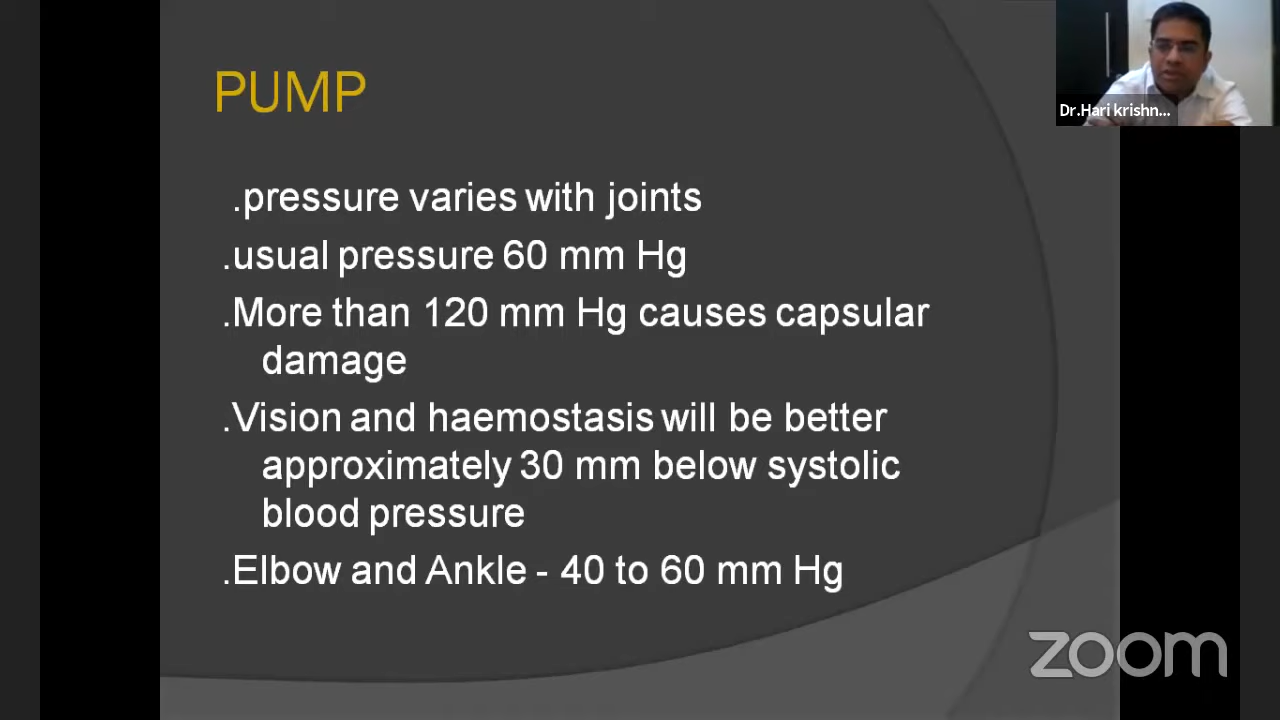 PUMP
.pressure varies with joints
.usual pressure 60 mm Hg
.More than 120 mm Hg causes capsular
damage
.Vision and haemostasis will be better
approximately 30 mm below systolic
blood pressure
.Elbow and Ankle - 40 to 60 mm Hg
Dr.Hari krishn...
zoom